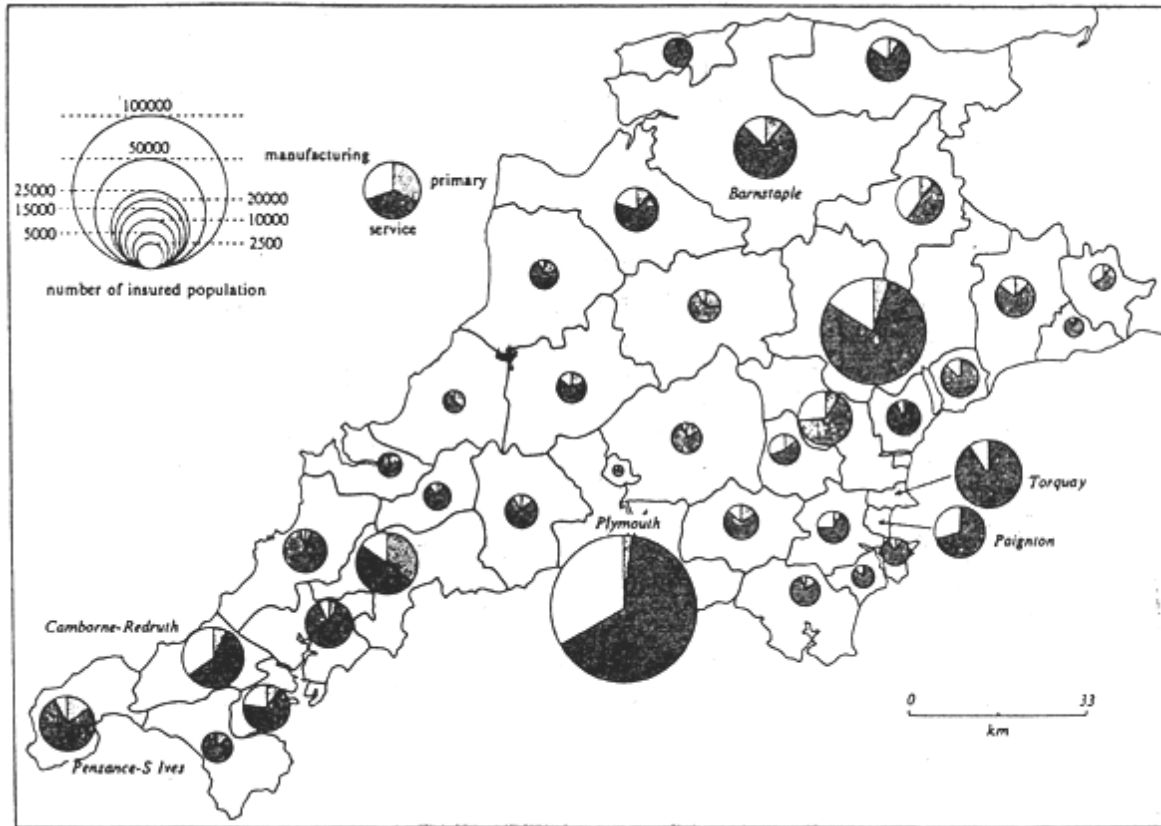 100000
50000
manufacturing
primary
25000
20000
15000
10000
5000
2500
service
number of insured population
Barnstaple
Torquay
Plymouth
Paignton
Camborne-Redruth
0
33
km
Penzance-S Ives